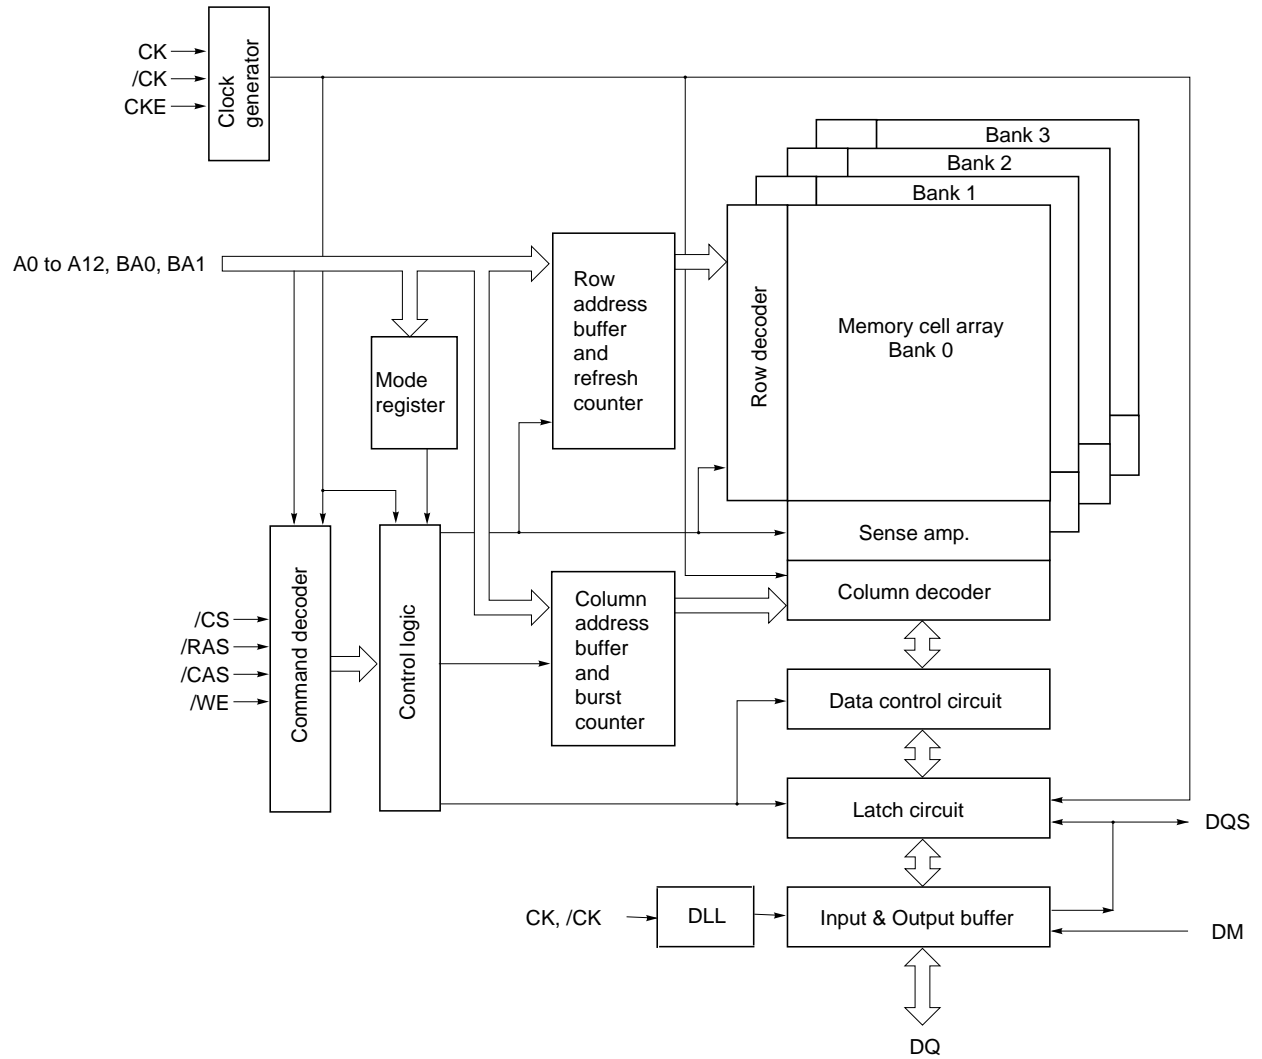 CK
/CK
CKE
Clock
generator
Bank 3
Bank 2
Bank 1
A0 to A12, BA0, BA1
Row
address
buffer
and
refresh
counter
Row decoder
Memory cell array
Bank 0
Mode
register
Sense amp.
Column decoder
Command decoder
Control logic
Column
address
buffer
and
burst
counter
/CS
/RAS
/CAS
/WE
Data control circuit
Latch circuit
DQS
CK, /CK
DLL
Input & Output buffer
DM
DQ